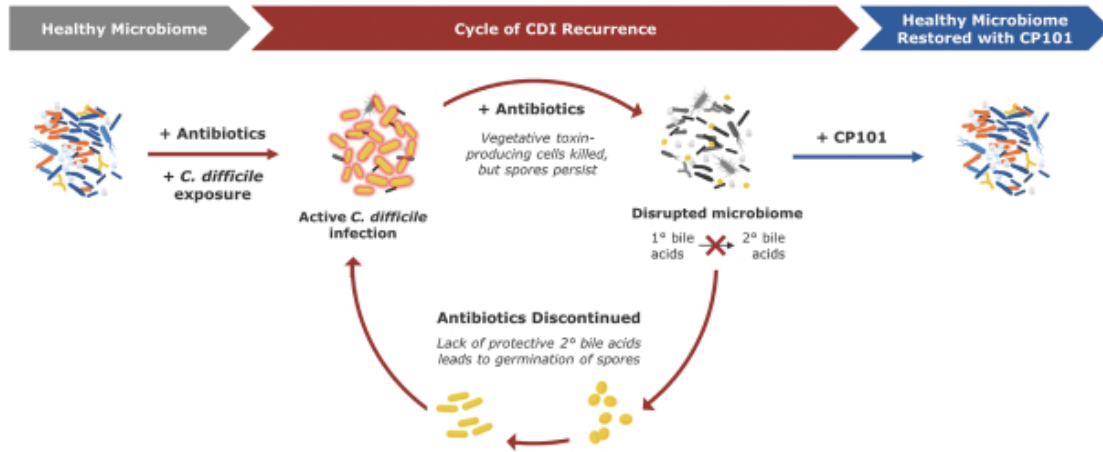 Healthy Microbiome
Cycle of CDI Recurrence
Healthy Microbiome
Restored with CP101
+ Antibiotics
+ C. difficile
exposure
Active C. difficile
infection
+ Antibiotics
Vegetative toxin-
producing cells killed,
but spores persist
Disrupted microbiome
1° bile
acids
2° bile
acids
+ CP101
Antibiotics Discontinued
Lack of protective 2° bile acids
leads to germination of spores